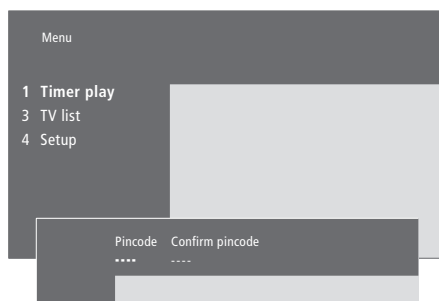 Menu
1 Timer play
3 TV list
4 Setup
Pincode Confirm pincode
---- ----